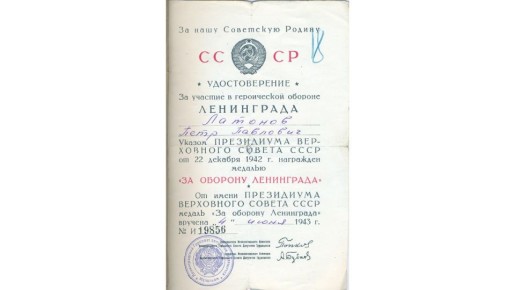 За нашу Советскую Родину
СССР
УДОСТОВЕРЕНИЕ
За участие в героической обороне
ЛЕНИНГРАДА
Латонов
Петр Павлович
Указом ПРЕЗИДИУМА ВЕР-
ХОВНОГО СОВЕТА СССР
от 22 декабря 1942 г. награжден
медалью
«ЗА ОБОРОНУ ЛЕНИНГРАДА»
От имени ПРЕЗИДИУМА
ВЕРХОВНОГО СОВЕТА СССР
медаль «За оборону Ленинграда»
вручена "4" июня 1943 г.
№ И 19856